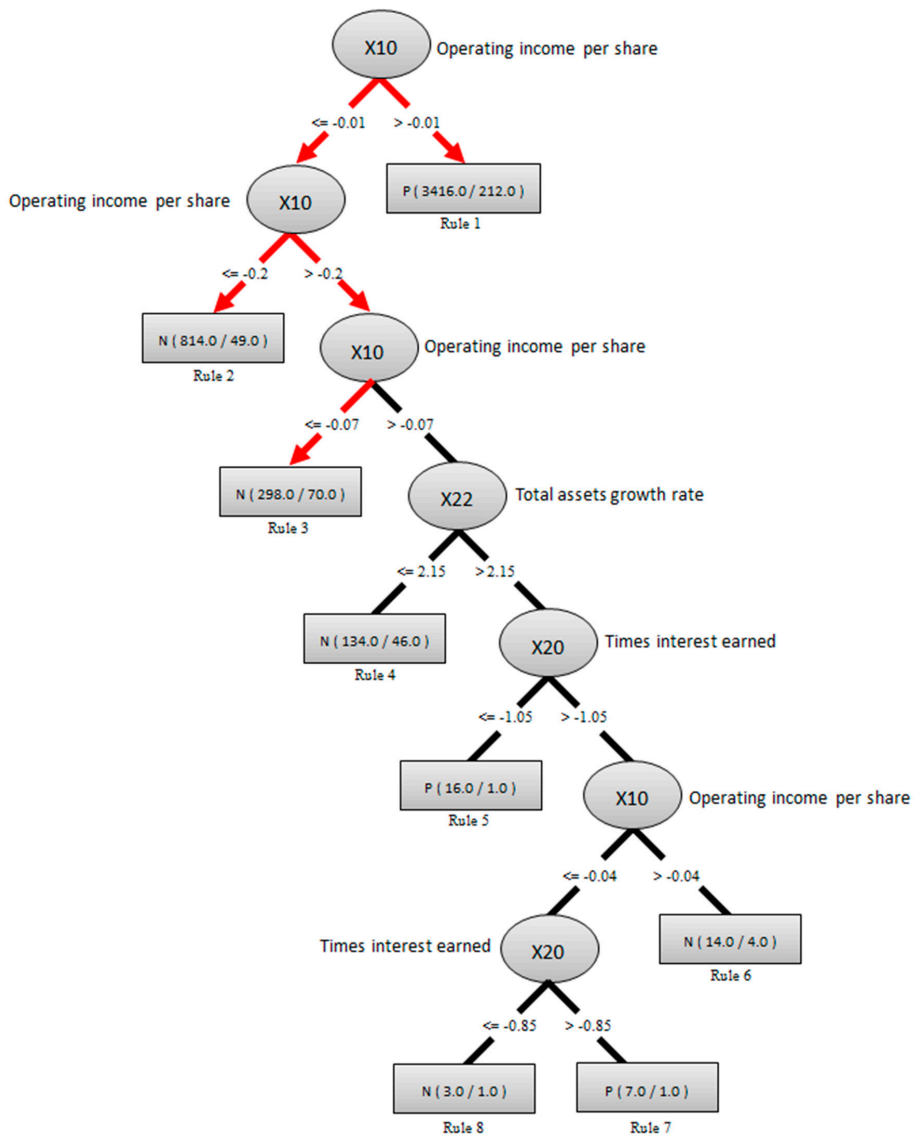 X10 Operating income per share
<= -0.01 > -0.01
P ( 3416.0 / 212.0 )
Rule 1
Operating income per share X10
<= -0.2 > -0.2
N ( 814.0 / 49.0 )
Rule 2
X10 Operating income per share
<= -0.07 > -0.07
N ( 298.0 / 70.0 )
Rule 3
X22 Total assets growth rate
<= 2.15 > 2.15
N ( 134.0 / 46.0 )
Rule 4
X20 Times interest earned
<= -1.05 > -1.05
P ( 16.0 / 1.0 )
Rule 5
X10 Operating income per share
<= -0.04 > -0.04
N ( 14.0 / 4.0 )
Rule 6
Times interest earned X20
<= -0.85 > -0.85
N ( 3.0 / 1.0 ) P ( 7.0 / 1.0 )
Rule 8 Rule 7